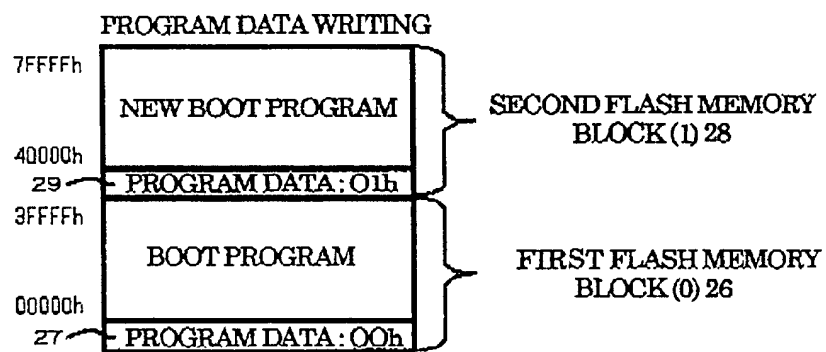 PROGRAM DATA WRITING
7FFFFh
NEW BOOT PROGRAM
SECOND FLASH MEMORY
BLOCK (1) 28
40000h
29
PROGRAM DATA : 01h
3FFFFh
BOOT PROGRAM
FIRST FLASH MEMORY
BLOCK (0) 26
00000h
27
PROGRAM DATA : 00h